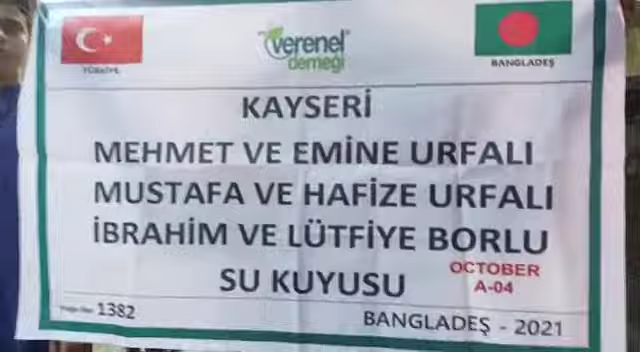 verenel
derneği
TÜRKİYE
BANGLADEŞ
KAYSERİ
MEHMET VE EMİNE URFALI
MUSTAFA VE HAFİZE URFALI
İBRAHİM VE LÜTFİYE BORLU
SU KUYUSU
OCTOBER
A-04
1382
BANGLADEŞ - 2021